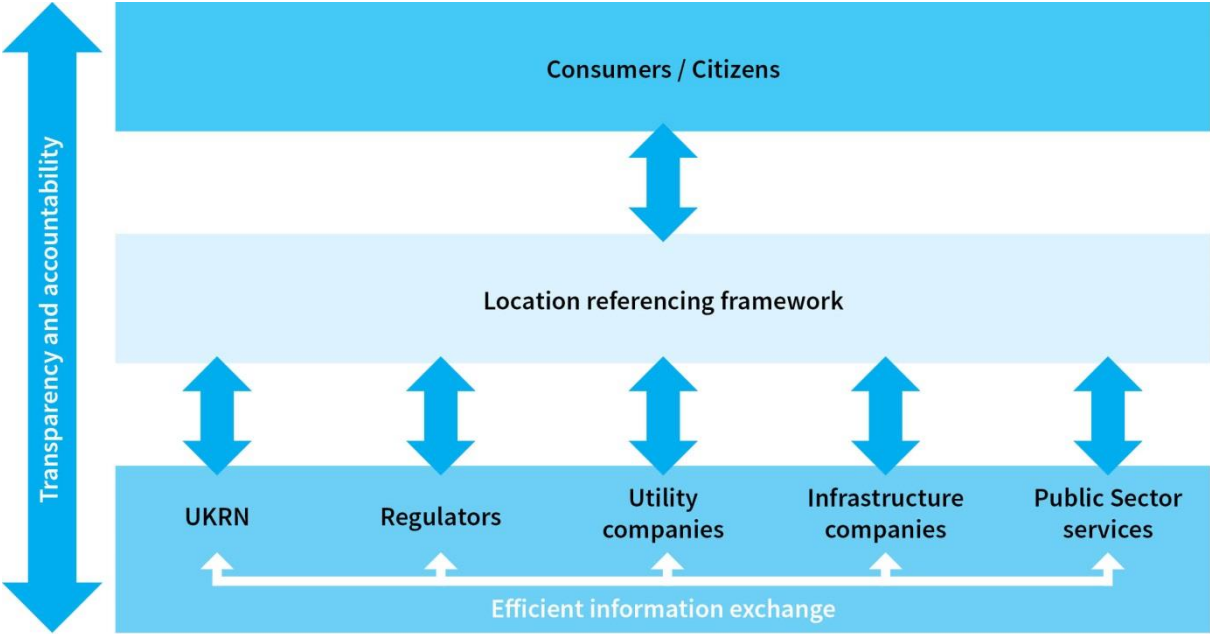 Transparency and accountability
Consumers / Citizens
Location referencing framework
UKRN
Regulators
Utility
companies
Infrastructure
companies
Public Sector
services
Efficient information exchange